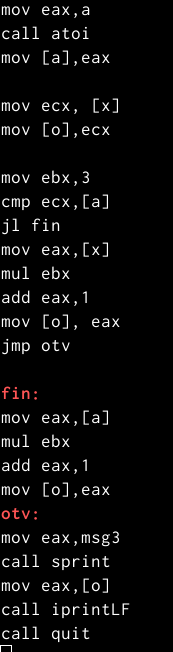 mov eax,a
call atoi
mov [a],eax
mov ecx, [x]
mov [o],ecx
mov ebx,3
cmp ecx,[a]
jl fin
mov eax,[x]
mul ebx
add eax,1
mov [o], eax
jmp otv
fin:
mov eax,[a]
mul ebx
add eax,1
mov [o],eax
otv:
mov eax,msg3
call sprint
mov eax,[o]
call iprintLF
call quit